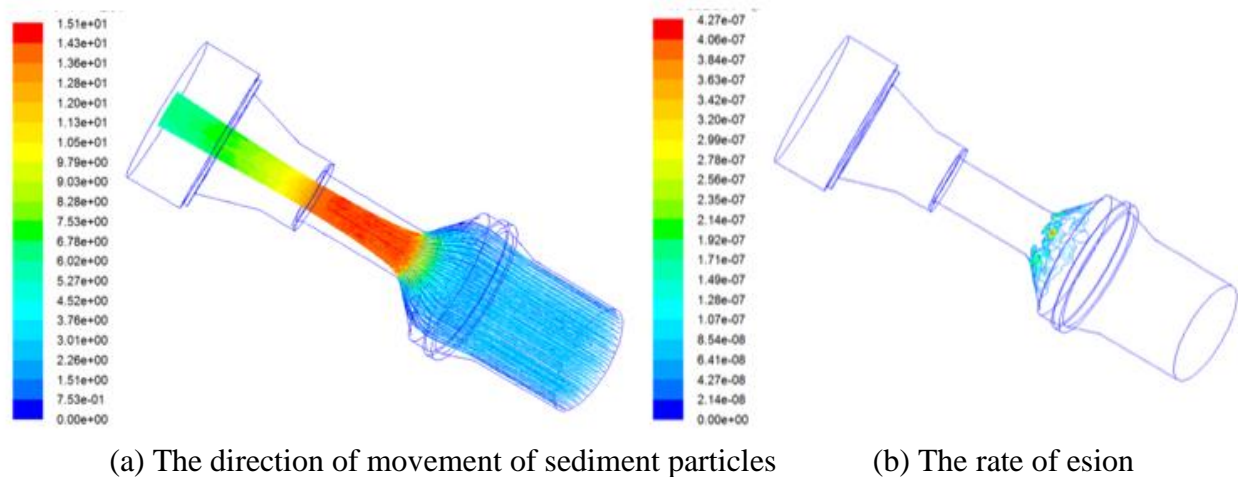 1.51e+01
1.43e+01
1.36e+01
1.28e+01
1.20e+01
1.13e+01
1.05e+01
9.79e+00
9.03e+00
8.28e+00
7.53e+00
6.78e+00
6.02e+00
5.27e+00
4.52e+00
3.76e+00
3.01e+00
2.26e+00
1.51e+00
7.53e-01
0.00e+00
4.27e-07
4.06e-07
3.84e-07
3.63e-07
3.42e-07
3.20e-07
2.99e-07
2.78e-07
2.56e-07
2.35e-07
2.14e-07
1.92e-07
1.71e-07
1.49e-07
1.28e-07
1.07e-07
8.54e-08
6.41e-08
4.27e-08
2.14e-08
0.00e+00
(a) The direction of movement of sediment particles
(b) The rate of esion